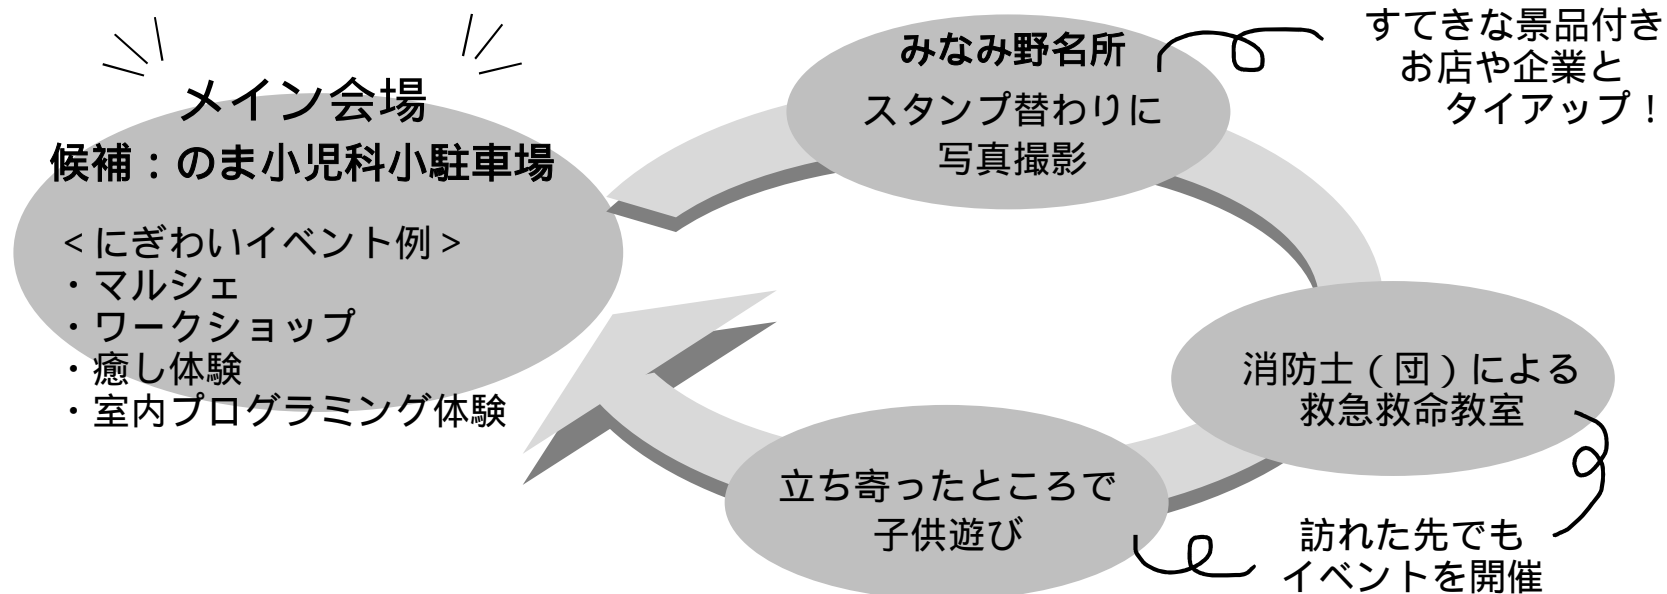 メイン会場
候補：のま小児科小駐車場
＜にぎわいイベント例＞
・マルシェ
・ワークショップ
・癒し体験
・室内プログラミング体験
みなみ野名所
スタンプ替わりに
写真撮影
すてきな景品付き
お店や企業と
タイアップ！
消防士（団）による
救急救命教室
訪れた先でも
イベントを開催
立ち寄ったところで
子供遊び